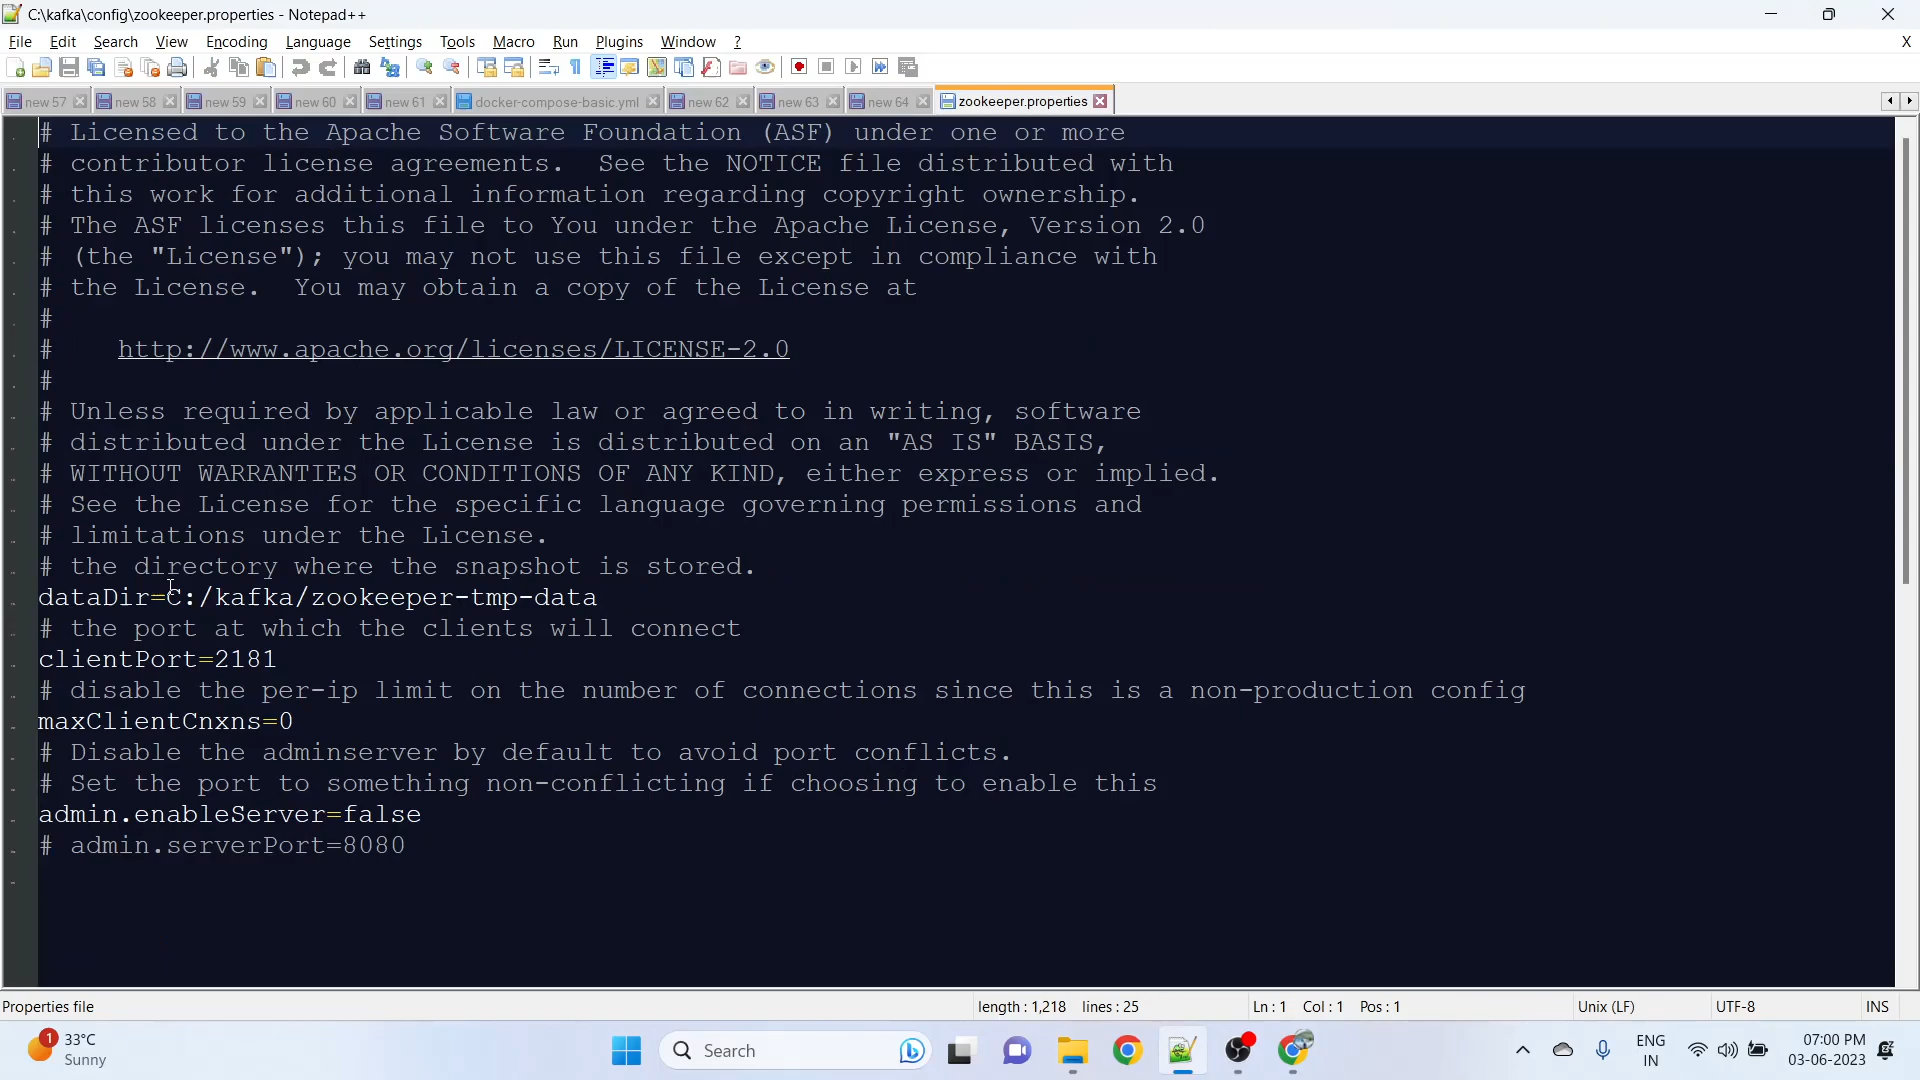 C:\kafka\config\zookeeper.properties - Notepad++
File Edit Search View Encoding Language Settings Tools Macro Run Plugins Window ? X
new 57 new 58 new 59 new 60 new 61 docker-compose-basic.yml new 62 new 63 new 64 zookeeper.properties
# Licensed to the Apache Software Foundation (ASF) under one or more
# contributor license agreements.  See the NOTICE file distributed with
# this work for additional information regarding copyright ownership.
# The ASF licenses this file to You under the Apache License, Version 2.0
# (the "License"); you may not use this file except in compliance with
# the License.  You may obtain a copy of the License at
#
#    http://www.apache.org/licenses/LICENSE-2.0
#
# Unless required by applicable law or agreed to in writing, software
# distributed under the License is distributed on an "AS IS" BASIS,
# WITHOUT WARRANTIES OR CONDITIONS OF ANY KIND, either express or implied.
# See the License for the specific language governing permissions and
# limitations under the License.
# the directory where the snapshot is stored.
dataDir=C:/kafka/zookeeper-tmp-data
# the port at which the clients will connect
clientPort=2181
# disable the per-ip limit on the number of connections since this is a non-production config
maxClientCnxns=0
# Disable the adminserver by default to avoid port conflicts.
# Set the port to something non-conflicting if choosing to enable this
admin.enableServer=false
# admin.serverPort=8080
Properties file length : 1,218 lines : 25 Ln : 1 Col : 1 Pos : 1 Unix (LF) UTF-8 INS
1 33°C
Sunny
Search
ENG
IN
07:00 PM
03-06-2023